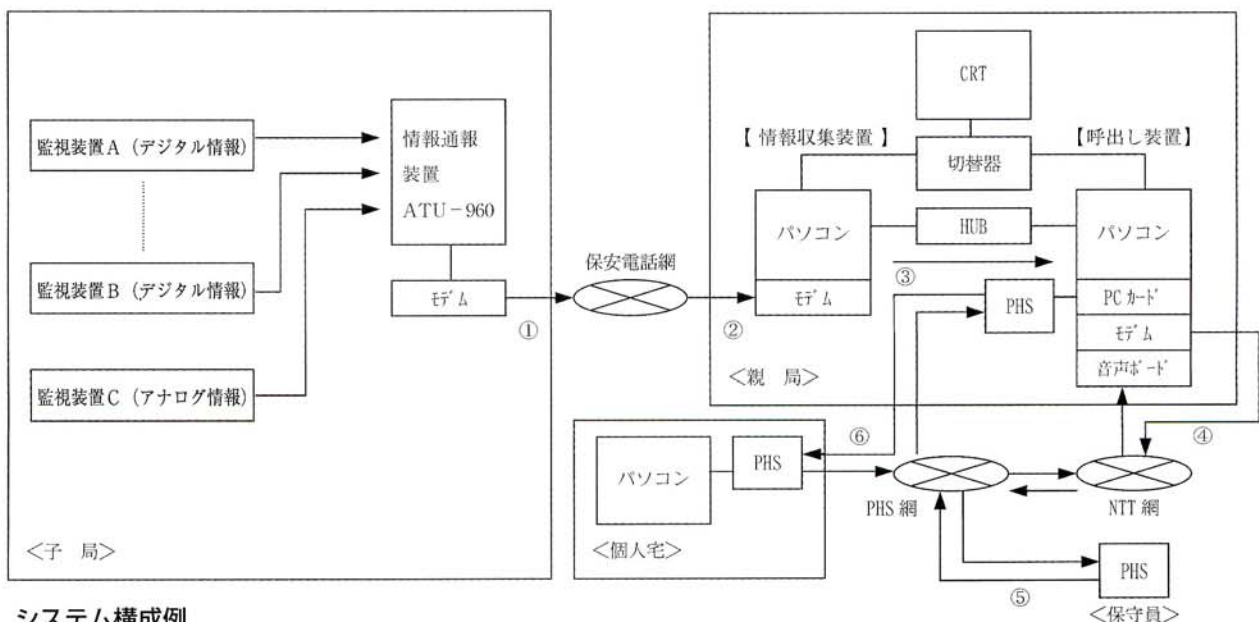 監視装置A（デジタル情報）
監視装置B（デジタル情報）
監視装置C（アナログ情報）
情報通報
装置
ATU－960
モデム
①
＜子 局＞
保安電話網
②
CRT
【情報収集装置】
【呼出し装置】
切替器
パソコン
モデム
HUB
③
PHS
パソコン
PCカード
モデム
音声ボード
＜親 局＞
パソコン
PHS
＜個人宅＞
⑥
④
PHS網
NTT網
⑤
PHS
＜保守員＞
システム構成例